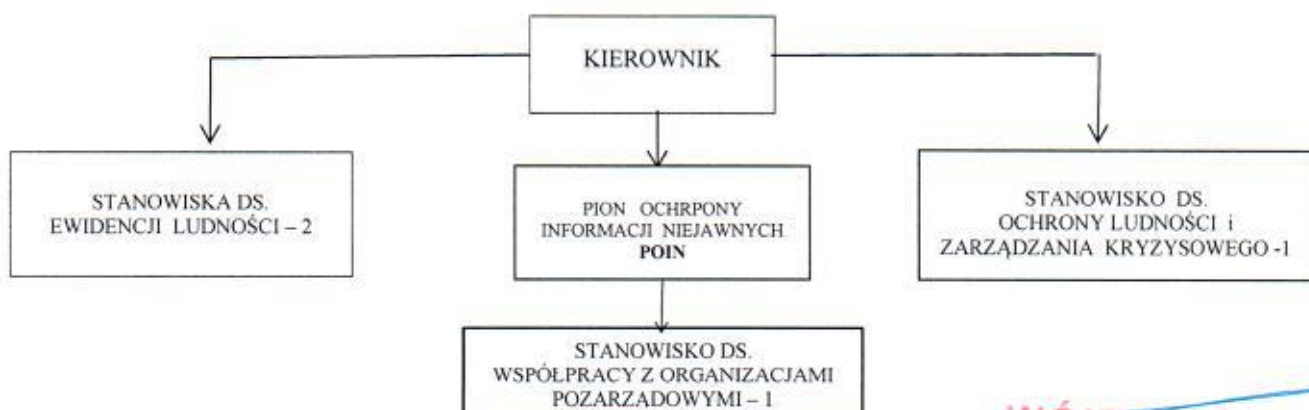 KIEROWNIK
STANOWISKA DS.
EWIDENCJI LUDNOŚCI – 2
PION OCHRPONY
INFORMACJI NIEJAWNYCH
POIN
STANOWISKO DS.
OCHRONY LUDNOŚCI i
ZARZĄDZANIA KRYZYSOWEGO -1
STANOWISKO DS.
WSPÓŁPRACY Z ORGANIZACJAMI
POZARZĄDOWYMI – 1